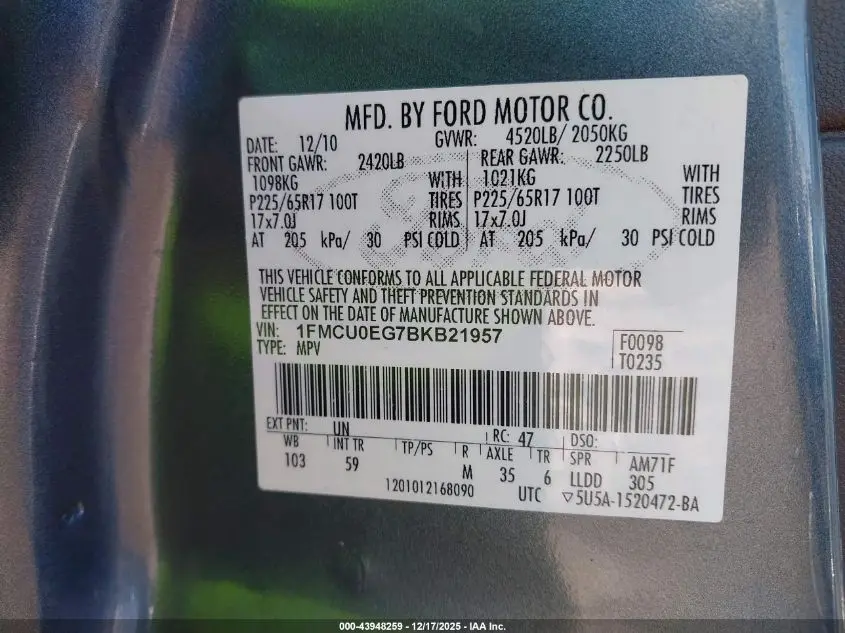 MFD. BY FORD MOTOR CO.
DATE: 12/10 GVWR: 4520LB/ 2050KG
FRONT GAWR: 2420LB REAR GAWR: 2250LB
1098KG WITH 1021KG WITH
P225/65R17 100T TIRES P225/65R17 100T TIRES
17x7.0J RIMS 17x7.0J RIMS
AT 205 kPa/ 30 PSI COLD AT 205 kPa/ 30 PSI COLD
THIS VEHICLE CONFORMS TO ALL APPLICABLE FEDERAL MOTOR
VEHICLE SAFETY AND THEFT PREVENTION STANDARDS IN
EFFECT ON THE DATE OF MANUFACTURE SHOWN ABOVE.
VIN: 1FMCU0EG7BKB21957
TYPE: MPV
F0098
T0235
EXT PNT: UN RC: 47 DSO:
WB INT TR TP/PS R AXLE TR SPR AM71F
103 59 M 35 6 LLDD 305
1201012168090 UTC ▽5U5A-1520472-BA
000-43948259 – 12/17/2025 – IAA Inc.